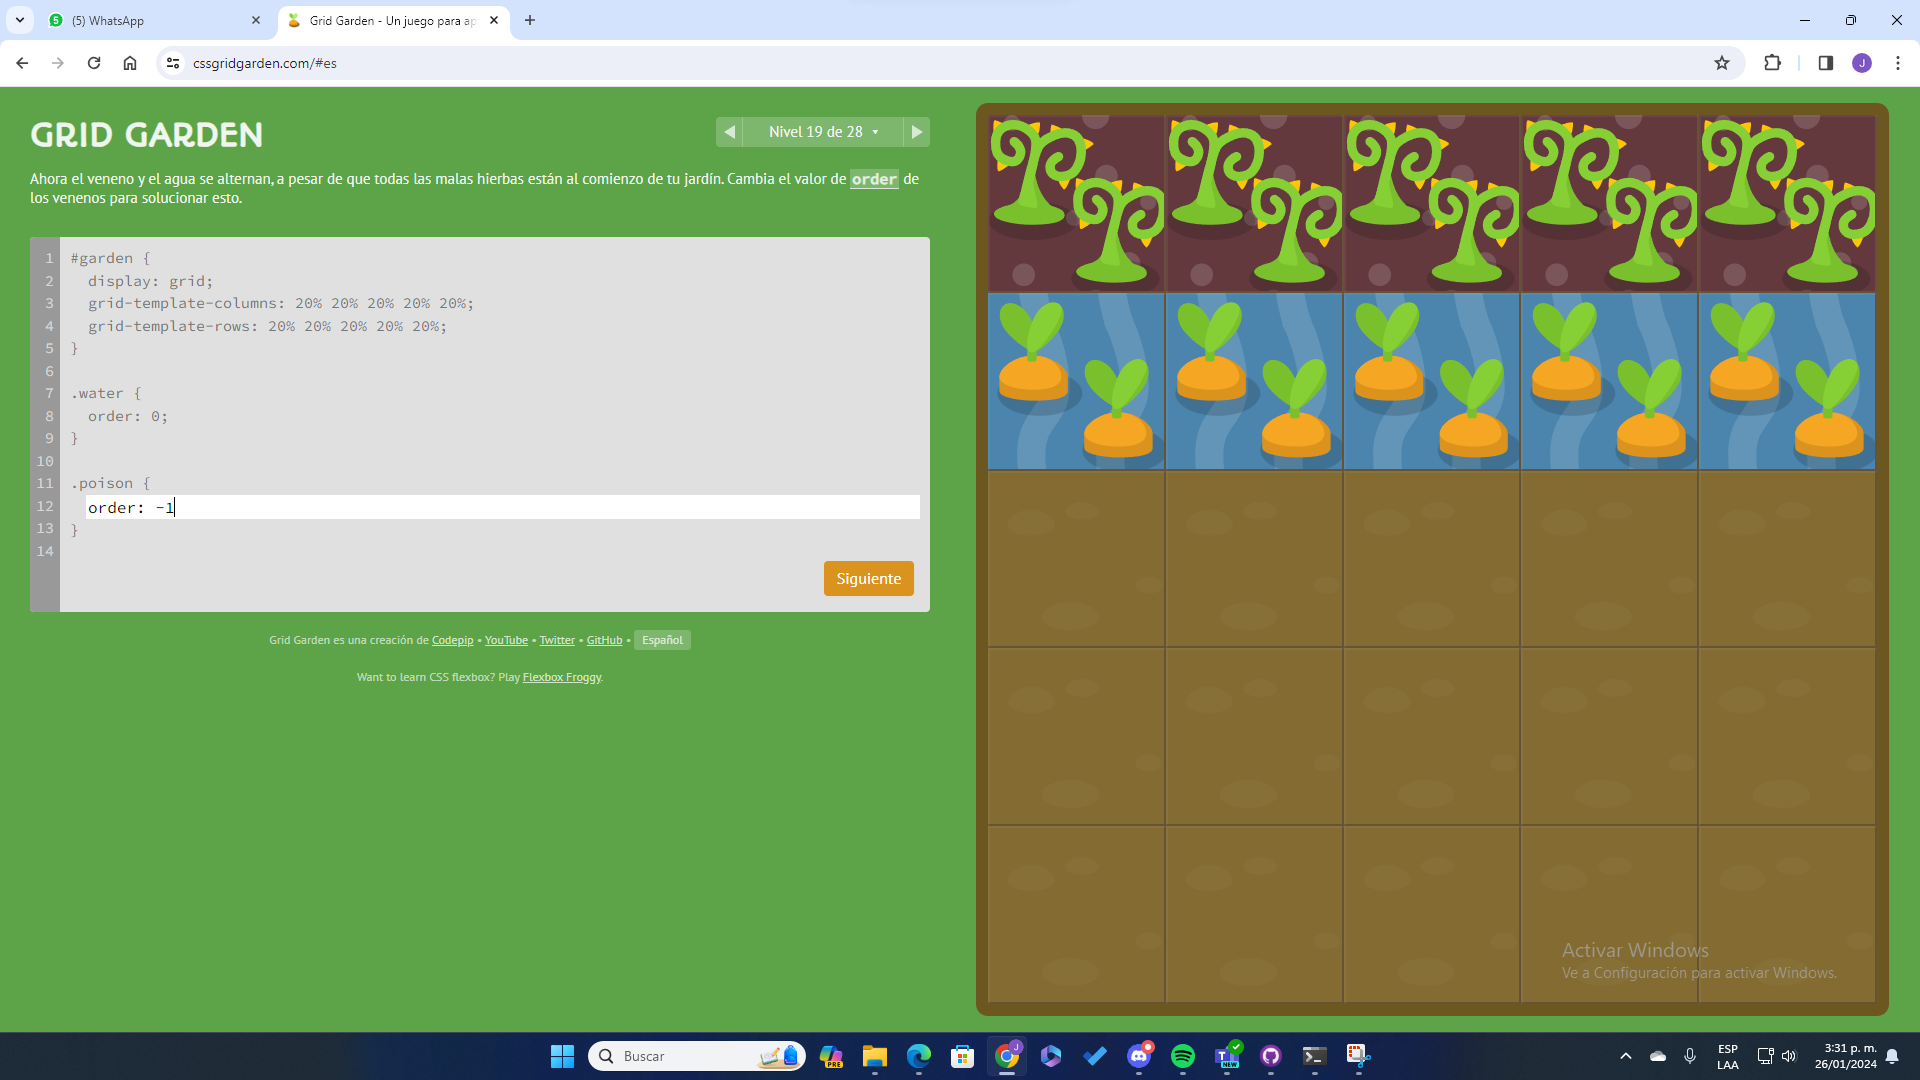 (5) WhatsApp
Grid Garden - Un juego para ap
cssgridgarden.com/#es
J
GRID GARDEN
Nivel 19 de 28
Ahora el veneno y el agua se alternan, a pesar de que todas las malas hierbas están al comienzo de tu jardín. Cambia el valor de order de
los venenos para solucionar esto.
1 #garden {
2 display: grid;
3 grid-template-columns: 20% 20% 20% 20% 20%;
4 grid-template-rows: 20% 20% 20% 20% 20%;
5 }
6
7 .water {
8 order: 0;
9 }
10
11 .poison {
12 order: -1
13 }
14
Siguiente
Grid Garden es una creación de Codepip • YouTube • Twitter • GitHub • Español
Want to learn CSS flexbox? Play Flexbox Froggy.
Activar Windows
Ve a Configuración para activar Windows.
Buscar
PRE
J
NEW
ESP
LAA
3:31 p. m.
26/01/2024